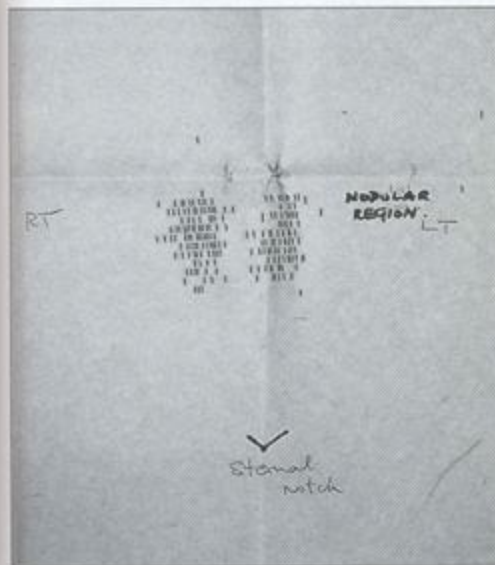 NODULAR
RT
REGION.
LT
Sternal
notch